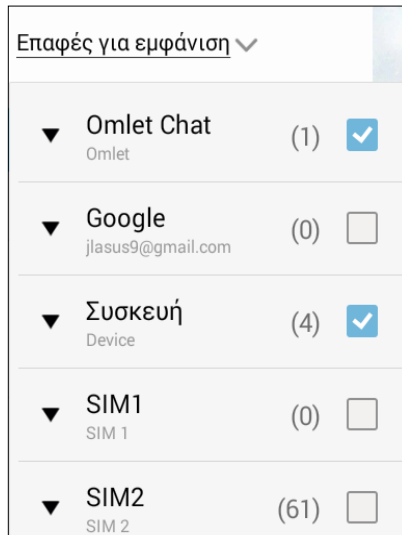 Επαφές για εμφάνιση
Omlet Chat (1)
Omlet
Google (0)
jlasus9@gmail.com
Συσκευή (4)
Device
SIM1 (0)
SIM 1
SIM2 (61)
SIM 2